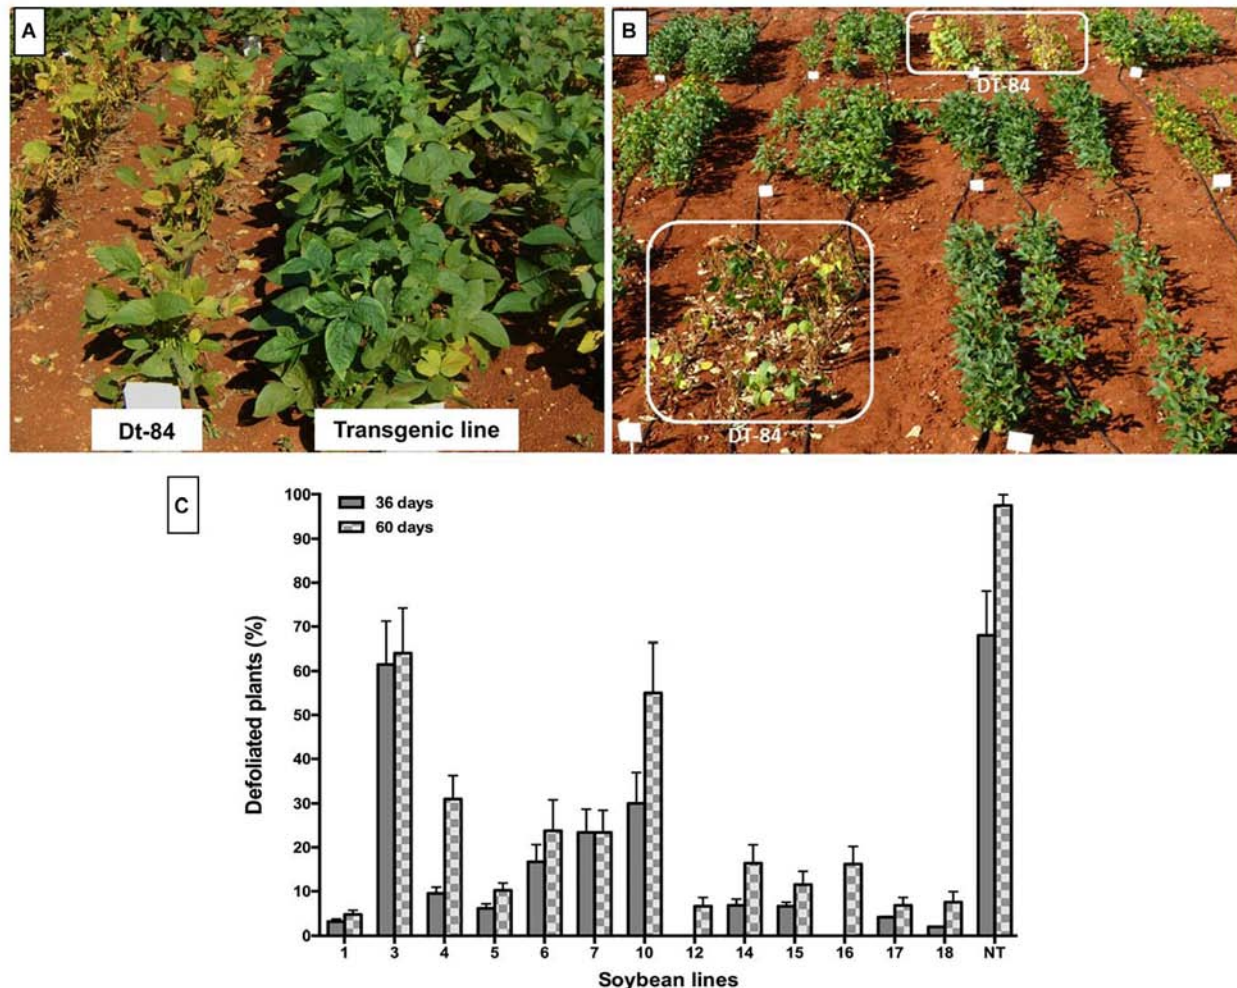 A
B
DT-84
DT-84
Dt-84
Transgenic line
C
36 days
60 days
100
90
80
70
60
50
40
30
20
10
0
Defoliated plants (%)
1 3 4 5 6 7 10 12 14 15 16 17 18 NT
Soybean lines